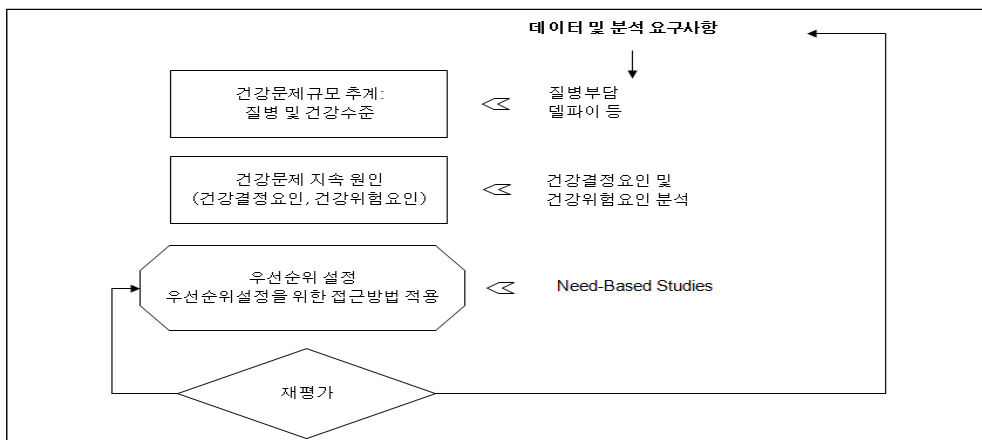 데이터 및 분석 요구사항
건강문제규모 추계:
질병 및 건강수준
질병부담
델파이 등
건강문제 지속 원인
(건강결정요인, 건강위험요인)
건강결정요인 및
건강위험요인 분석
우선순위 설정
우선순위설정을 위한 접근방법 적용
Need-Based Studies
재평가